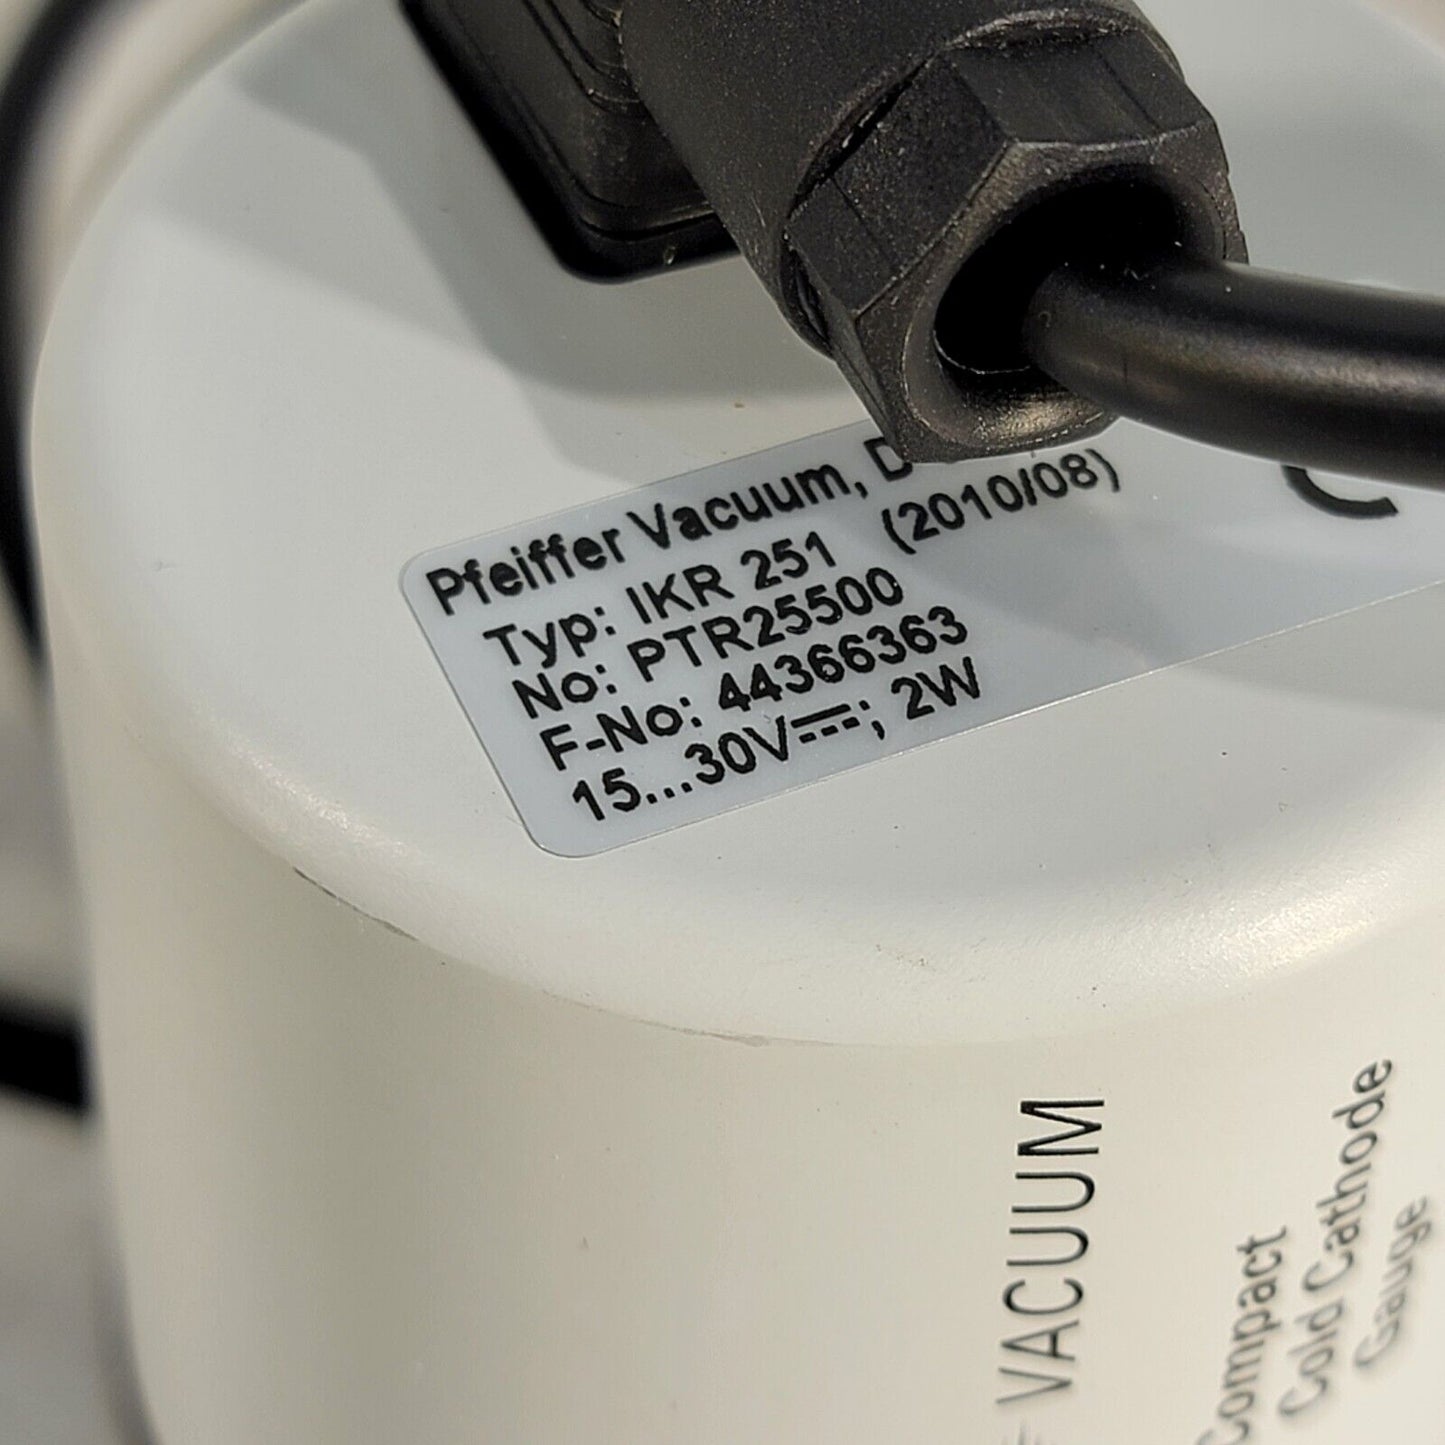 Pfeiffer Vacuum, D
Typ: IKR 251 (2010/08)
No: PTR25500
F-No: 44366363
15...30V⎓; 2W
VACUUM
Compact
Cold Cathode
Gauge